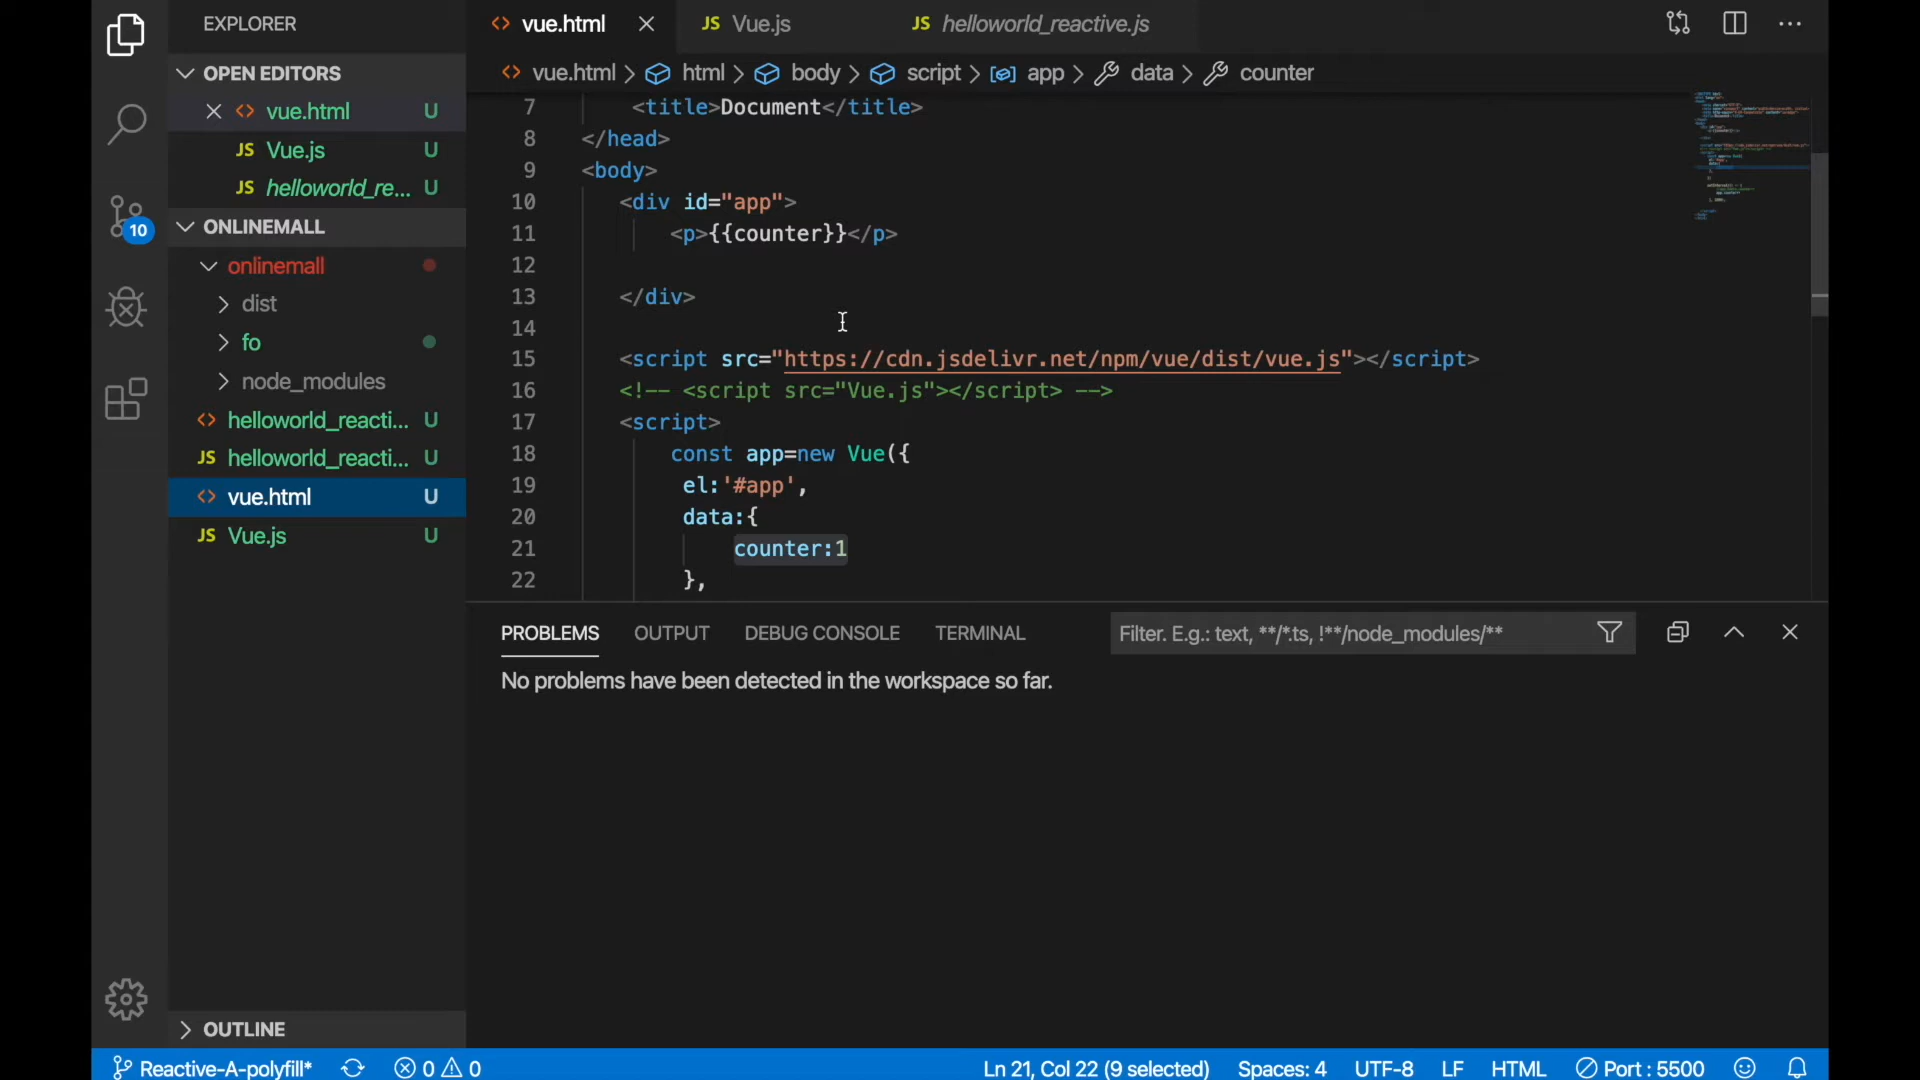 EXPLORER
OPEN EDITORS
vue.html U
JS Vue.js U
JS helloworld_re... U
ONLINEMALL
onlinemall
dist
fo
node_modules
helloworld_reacti... U
JS helloworld_reacti... U
vue.html U
JS Vue.js U
10
OUTLINE
vue.html
JS Vue.js
JS helloworld_reactive.js
vue.html > html > body > script > app > data > counter
7 <title>Document</title>
8 </head>
9 <body>
10 <div id="app">
11 <p>{{counter}}</p>
12
13 </div>
14
15 <script src="https://cdn.jsdelivr.net/npm/vue/dist/vue.js"></script>
16 <!-- <script src="Vue.js"></script> -->
17 <script>
18 const app=new Vue({
19 el:'#app',
20 data:{
21 counter:1
22 },
PROBLEMS OUTPUT DEBUG CONSOLE TERMINAL Filter. E.g.: text, **/*.ts, !**/node_modules/**
No problems have been detected in the workspace so far.
Reactive-A-polyfill* 0 0 Ln 21, Col 22 (9 selected) Spaces: 4 UTF-8 LF HTML Port : 5500